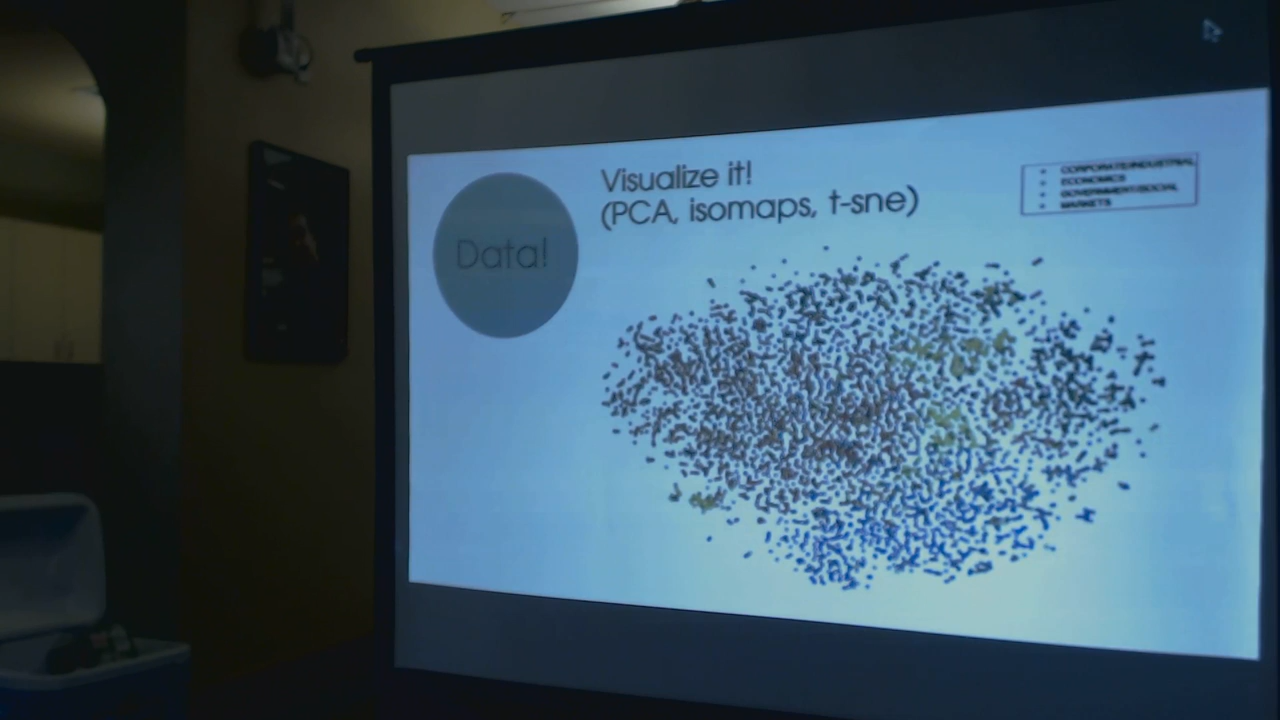 Data!
Visualize it!
(PCA, isomaps, t-sne)
CORPORATE/INDUSTRIAL
ECONOMICS
GOVERNMENT/SOCIAL
MARKETS